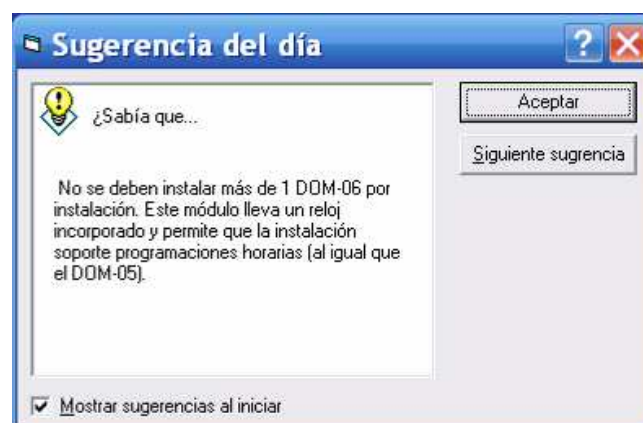 Sugerencia del día
¿Sabía que...
No se deben instalar más de 1 DOM-06 por
instalación. Este módulo lleva un reloj
incorporado y permite que la instalación
soporte programaciones horarias (al igual que
el DOM-05).
Aceptar
Siguiente sugrencia
Mostrar sugerencias al iniciar